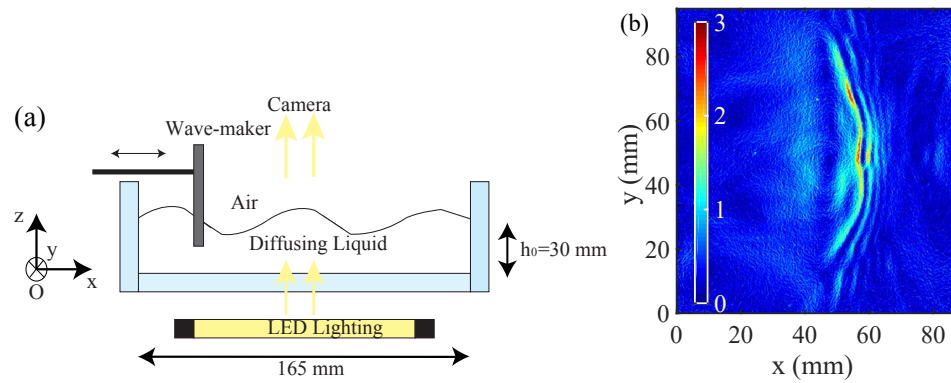 (a)
Camera
Wave-maker
Air
Diffusing Liquid
z
y
x
O
h₀=30 mm
LED Lighting
165 mm
(b)
3
2
1
0
80
60
40
20
0
y (mm)
0 20 40 60 80
x (mm)